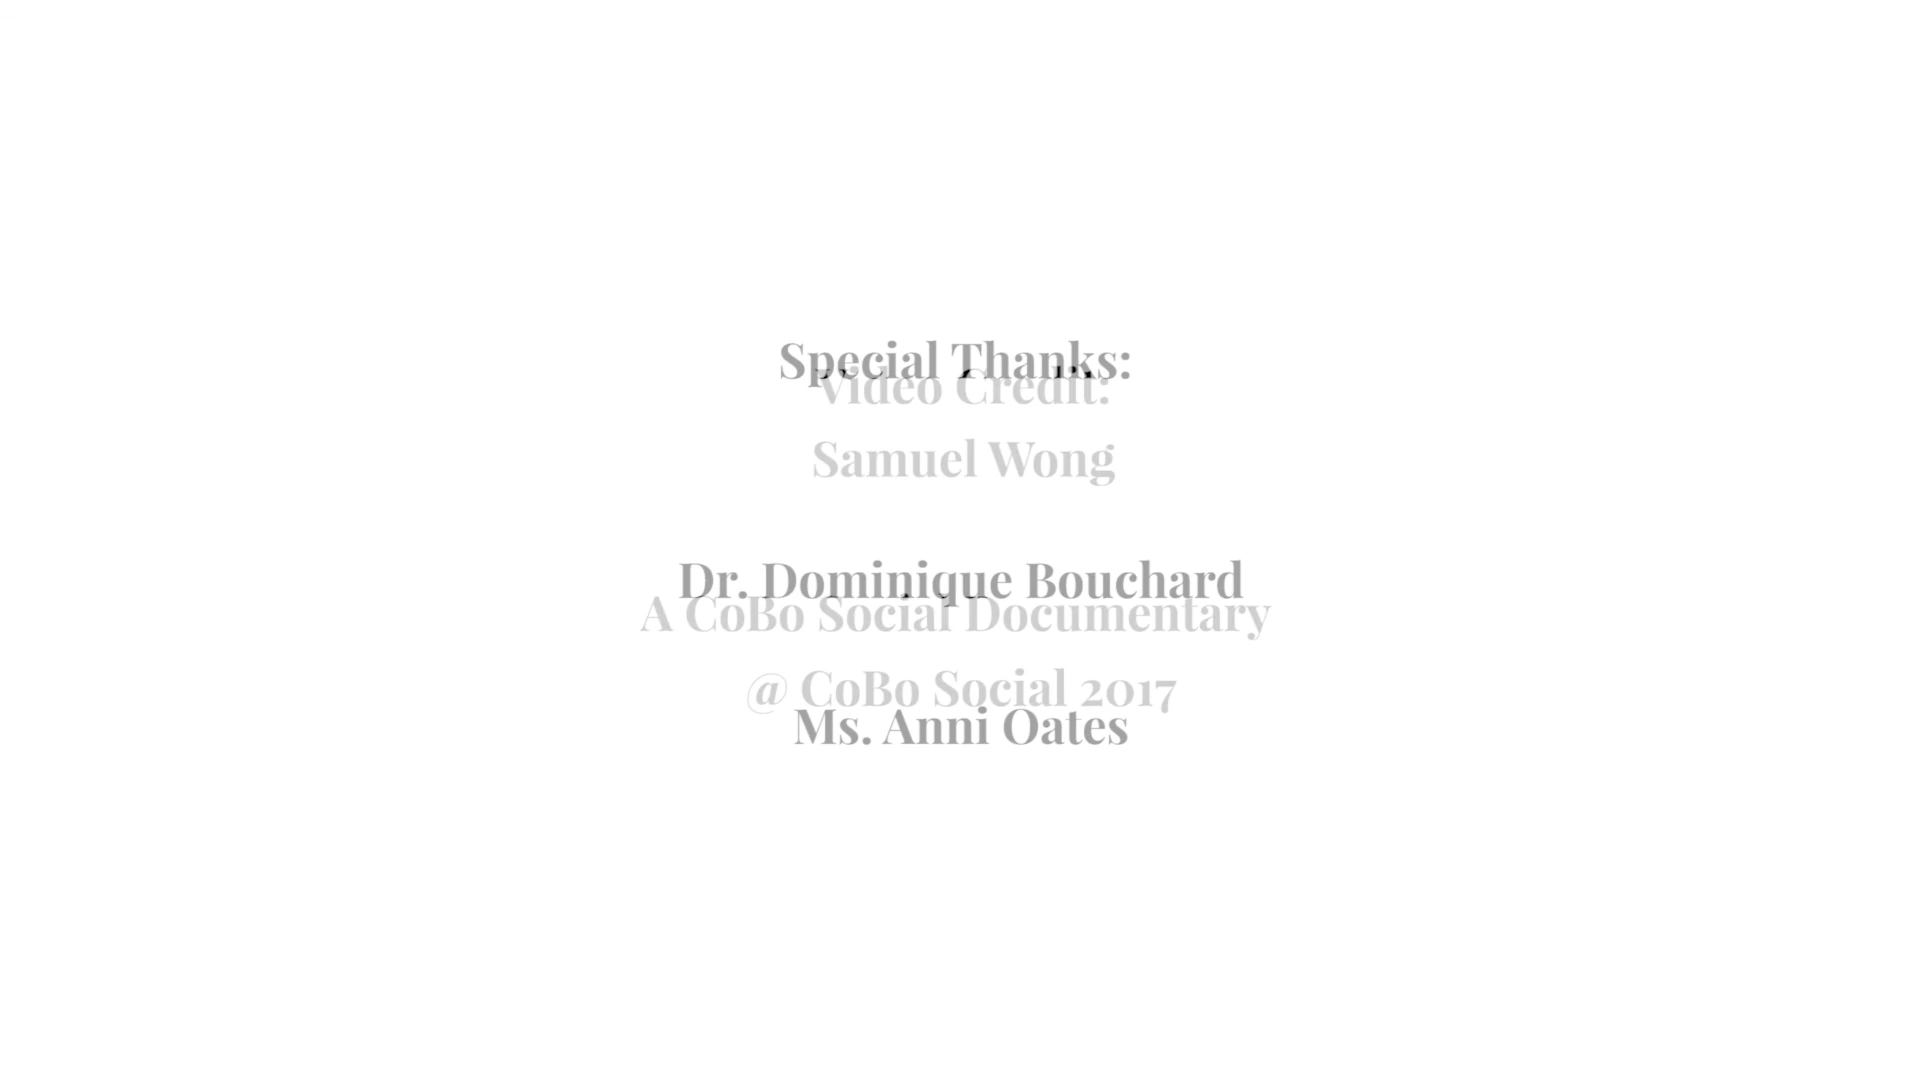 Special Thanks:
Video Credit:
Samuel Wong
Dr. Dominique Bouchard
A CoBo Social Documentary
@ CoBo Social 2017
Ms. Anni Oates